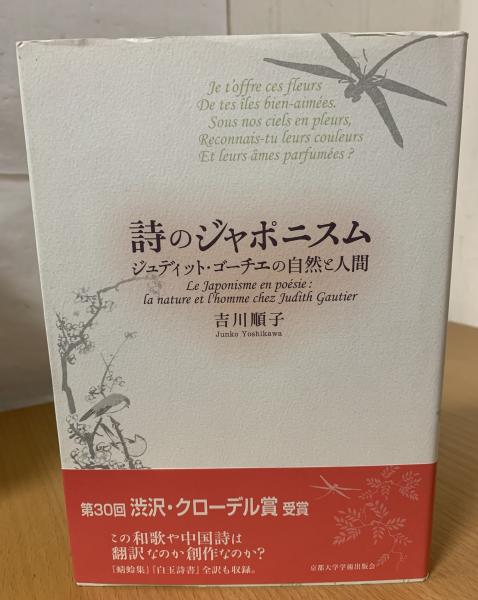 Je t'offre ces fleurs
De tes îles bien-aimées.
Sous nos ciels en pleurs,
Reconnais-tu leurs couleurs
Et leurs âmes parfumées ?
詩のジャポニスム
ジュディット・ゴーチエの自然と人間
Le Japonisme en poésie :
la nature et l'homme chez Judith Gautier
吉川順子
Junko Yoshikawa
第30回 渋沢・クローデル賞 受賞
この和歌や中国詩は
翻訳なのか創作なのか?
『蜻蛉集』『白玉詩書』全訳も収録。
京都大学学術出版会